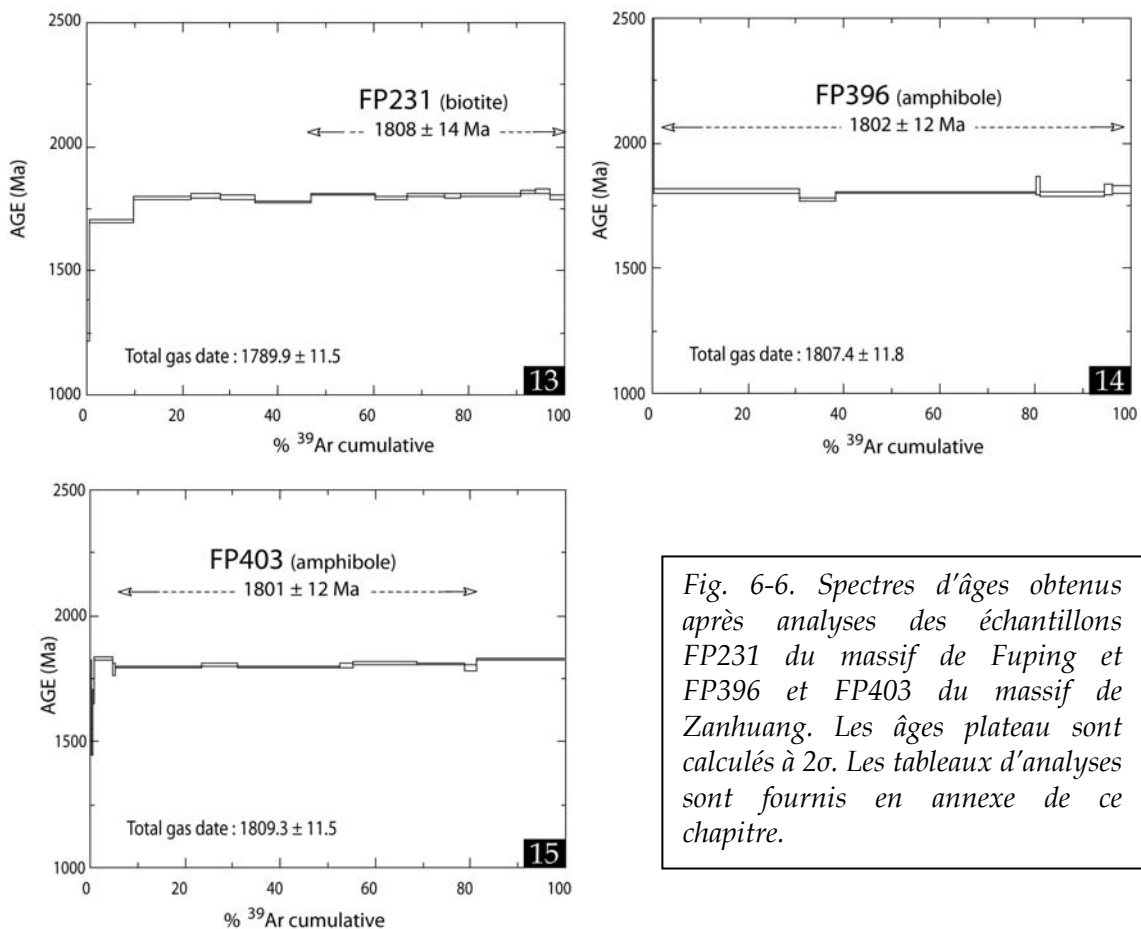 2500
2000
1500
1000
AGE (Ma)
FP231 (biotite)
1808 ± 14 Ma
Total gas date : 1789.9 ± 11.5
13
0 20 40 60 80 100
% ³⁹Ar cumulative
2500
2000
1500
1000
AGE (Ma)
FP396 (amphibole)
1802 ± 12 Ma
Total gas date : 1807.4 ± 11.8
14
0 20 40 60 80 100
% ³⁹Ar cumulative
2500
2000
1500
1000
AGE (Ma)
FP403 (amphibole)
1801 ± 12 Ma
Total gas date : 1809.3 ± 11.5
15
0 20 40 60 80 100
% ³⁹Ar cumulative
Fig. 6-6. Spectres d'âges obtenus
après analyses des échantillons
FP231 du massif de Fuping et
FP396 et FP403 du massif de
Zanhuang. Les âges plateau sont
calculés à 2σ. Les tableaux d'analyses
sont fournis en annexe de ce
chapitre.